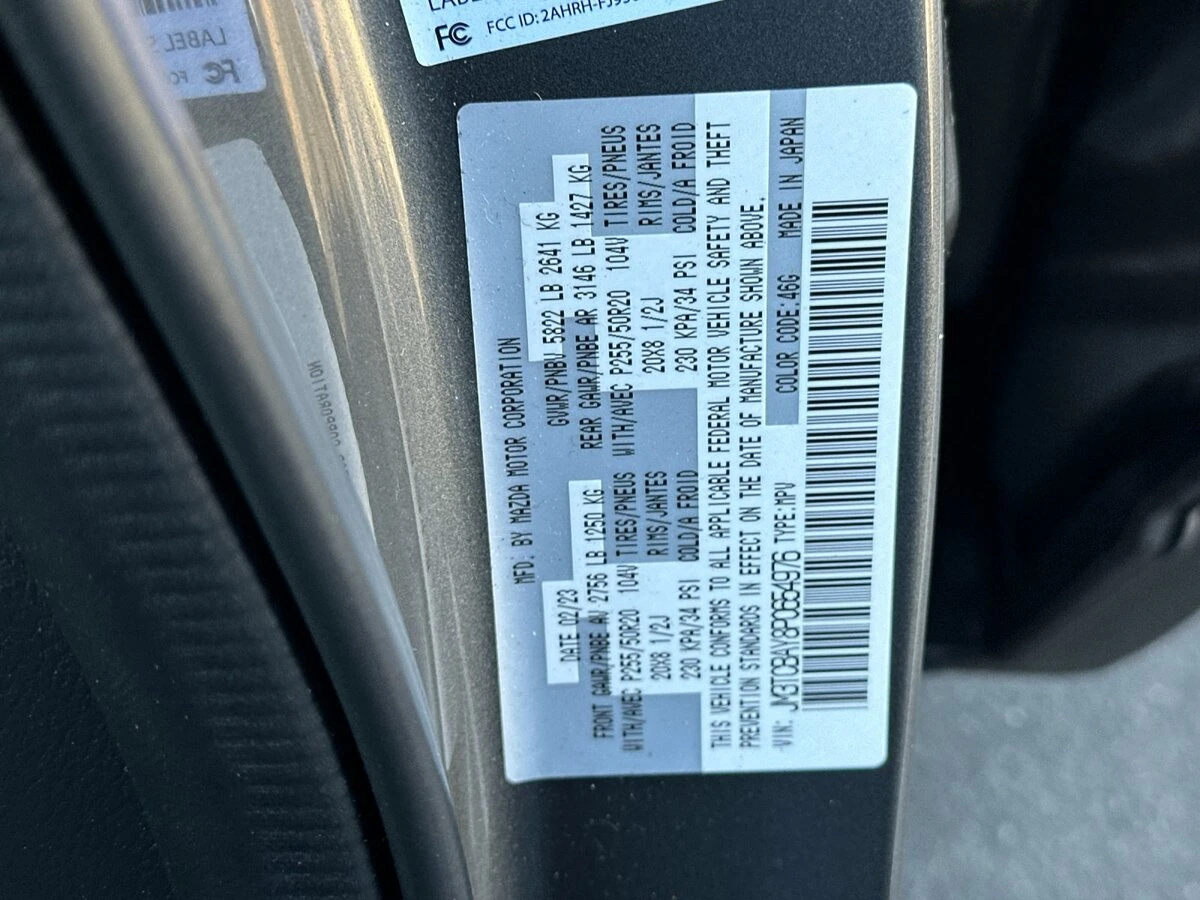 FCC ID: 2AHRH-
MFD. BY MAZDA MOTOR CORPORATION
DATE 02/23 GVWR/PNBV 5822 LB 2641 KG
FRONT GAWR/PNBE AV 2756 LB 1250 KG REAR GAWR/PNBE AR 3146 LB 1427 KG
WITH/AVEC P255/50R20 104V TIRES/PNEUS WITH/AVEC P255/50R20 104V TIRES/PNEUS
20X8 1/2J RIMS/JANTES 20X8 1/2J RIMS/JANTES
230 KPA/34 PSI COLD/A FROID 230 KPA/34 PSI COLD/A FROID
THIS VEHICLE CONFORMS TO ALL APPLICABLE FEDERAL MOTOR VEHICLE SAFETY AND THEFT
PREVENTION STANDARDS IN EFFECT ON THE DATE OF MANUFACTURE SHOWN ABOVE.
VIN: JM3TCBAY8P0654976 TYPE:MPV COLOR CODE:46G MADE IN JAPAN